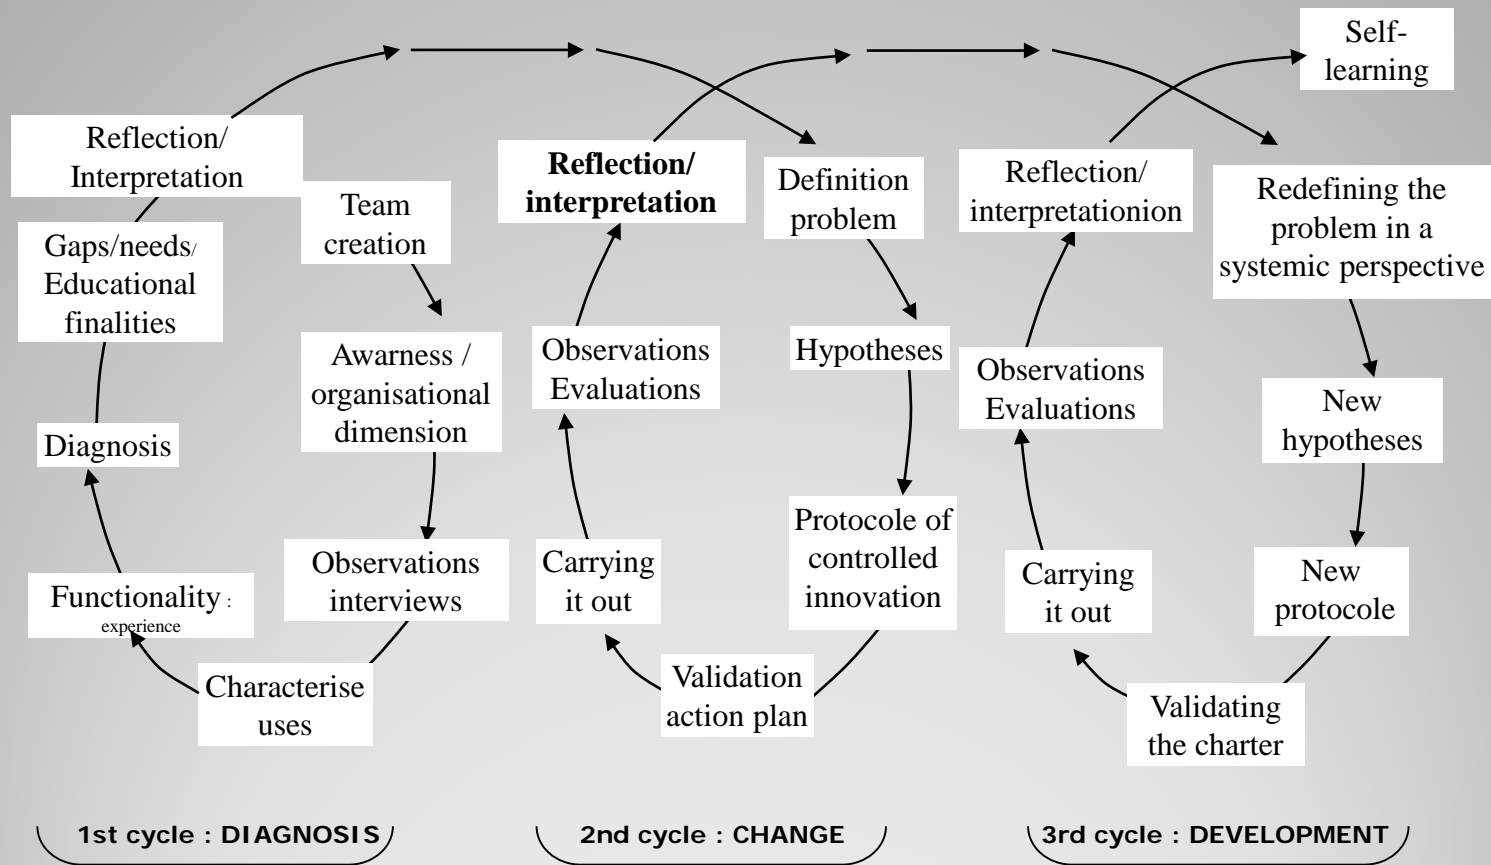 Team
creation
Awarness /
organisational
dimension
Observations
interviews
Characterise
uses
Functionality :
experience
Diagnosis
Gaps/needs/
Educational
finalities
Reflection/
Interpretation
Definition
problem
Hypotheses
Protocole of
controlled
innovation
Validation
action plan
Carrying
it out
Observations
Evaluations
Reflection/
interpretation
Redefining the
problem in a
systemic perspective
New
hypotheses
New
protocole
Validating
the charter
Carrying
it out
Observations
Evaluations
Reflection/
interpretationion
Self-
learning
1st cycle : DIAGNOSIS
2nd cycle : CHANGE
3rd cycle : DEVELOPMENT